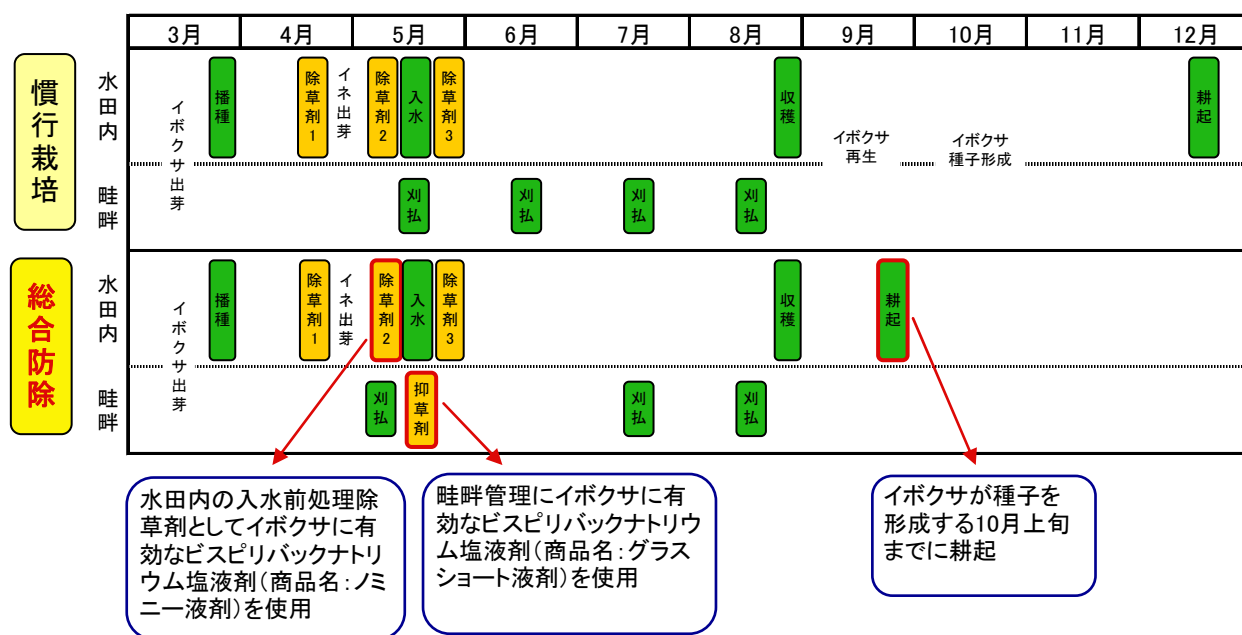 3月 4月 5月 6月 7月 8月 9月 10月 11月 12月
慣行栽培
水田内
イボクサ出芽
播種
除草剤1
イネ出芽
除草剤2
入水
除草剤3
収穫
イボクサ
再生
イボクサ
種子形成
耕起
畦畔
刈払
刈払
刈払
刈払
総合防除
水田内
イボクサ出芽
播種
除草剤1
イネ出芽
除草剤2
入水
除草剤3
収穫
耕起
畦畔
刈払
抑草剤
刈払
刈払
水田内の入水前処理除
草剤としてイボクサに有
効なビスピリバックナトリ
ウム塩液剤(商品名:ノミ
ニー液剤)を使用
畦畔管理にイボクサに有
効なビスピリバックナトリウ
ム塩液剤(商品名:グラス
ショート液剤)を使用
イボクサが種子を
形成する10月上旬
までに耕起